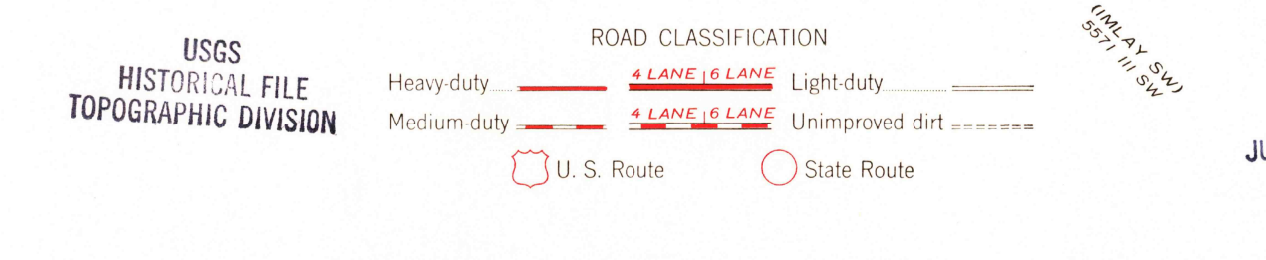 USGS
HISTORICAL FILE
TOPOGRAPHIC DIVISION
ROAD CLASSIFICATION
Heavy-duty 4 LANE 6 LANE Light-duty
Medium-duty 4 LANE 6 LANE Unimproved dirt
U. S. Route State Route
(IMLAY SW)
5571 III SW
JU